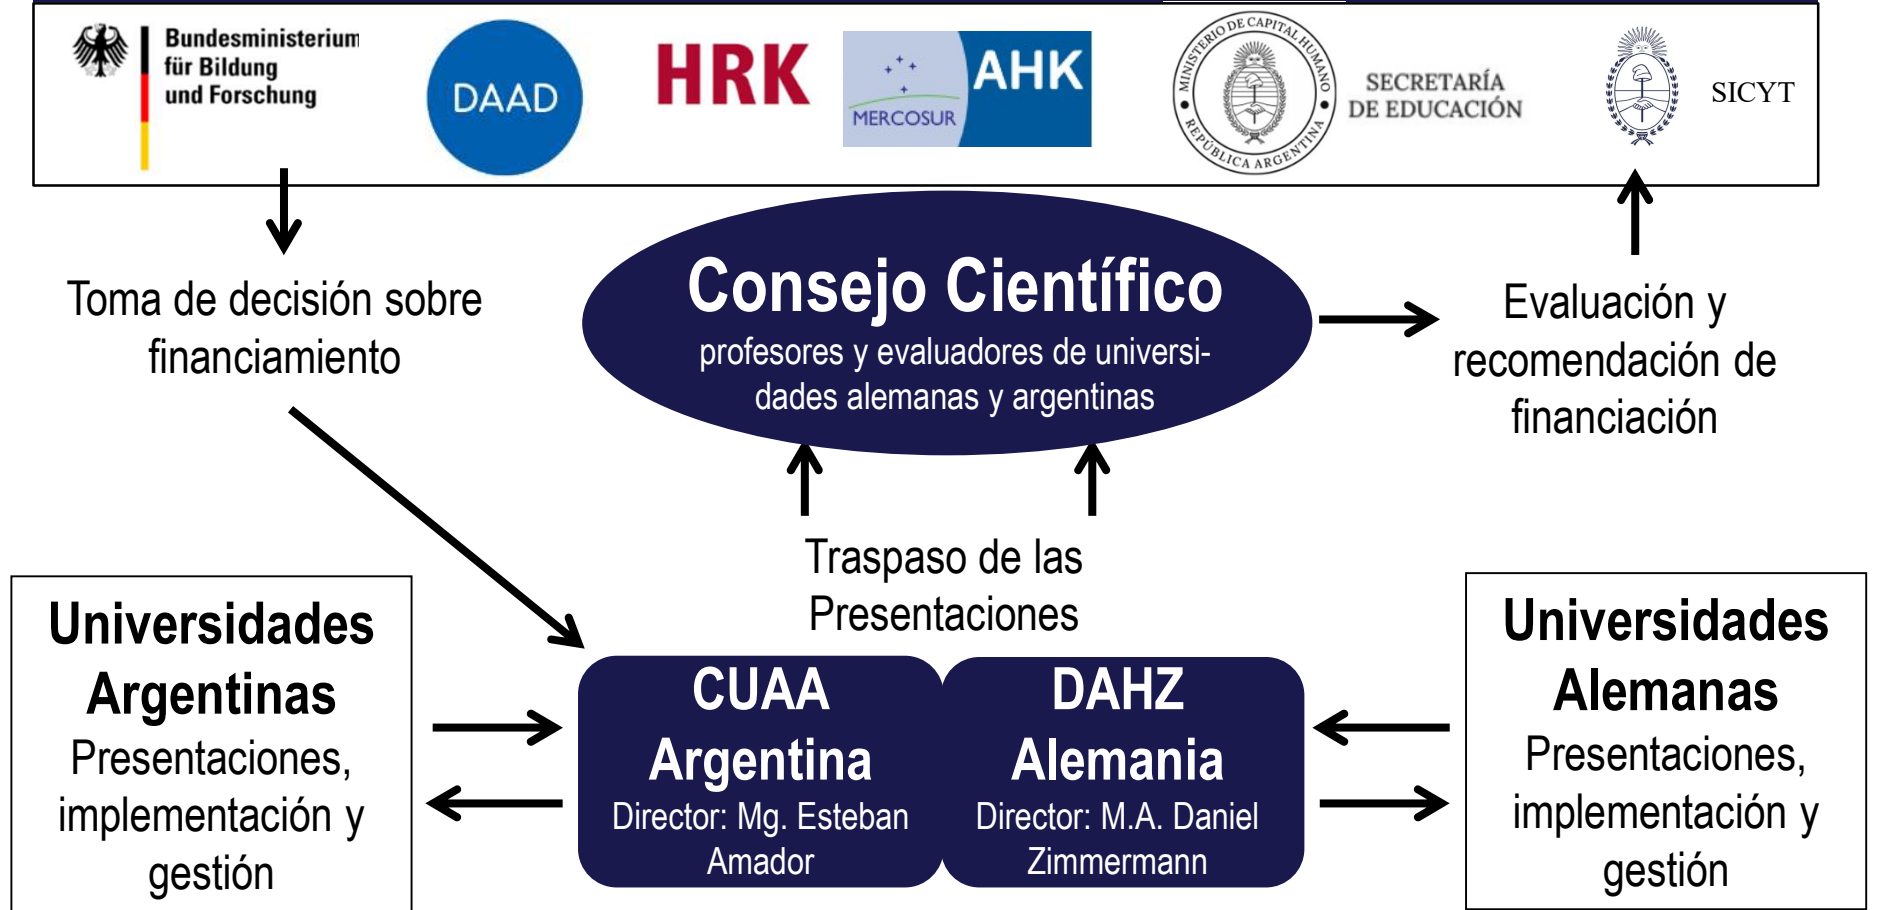 Bundesministerium
für Bildung
und Forschung
DAAD
HRK
MERCOSUR
AHK
MINISTERIO DE CAPITAL HUMANO
REPÚBLICA ARGENTINA
SECRETARÍA
DE EDUCACIÓN
SICYT
Toma de decisión sobre
financiamiento
Consejo Científico
profesores y evaluadores de universi-
dades alemanas y argentinas
Evaluación y
recomendación de
financiación
Traspaso de las
Presentaciones
Universidades
Argentinas
Presentaciones,
implementación y
gestión
CUAA
Argentina
Director: Mg. Esteban
Amador
DAHZ
Alemania
Director: M.A. Daniel
Zimmermann
Universidades
Alemanas
Presentaciones,
implementación y
gestión